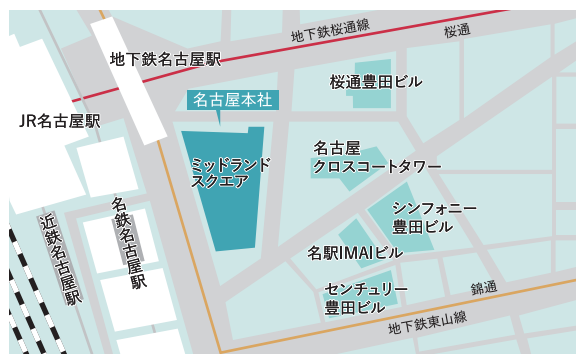 地下鉄桜通線
桜通
地下鉄名古屋駅
桜通豊田ビル
名古屋本社
JR名古屋駅
名古屋
クロスコートタワー
ミッドランド
スクエア
名鉄名古屋駅
近鉄名古屋駅
シンフォニー
豊田ビル
名駅IMAIビル
センチュリー
豊田ビル
錦通
地下鉄東山線